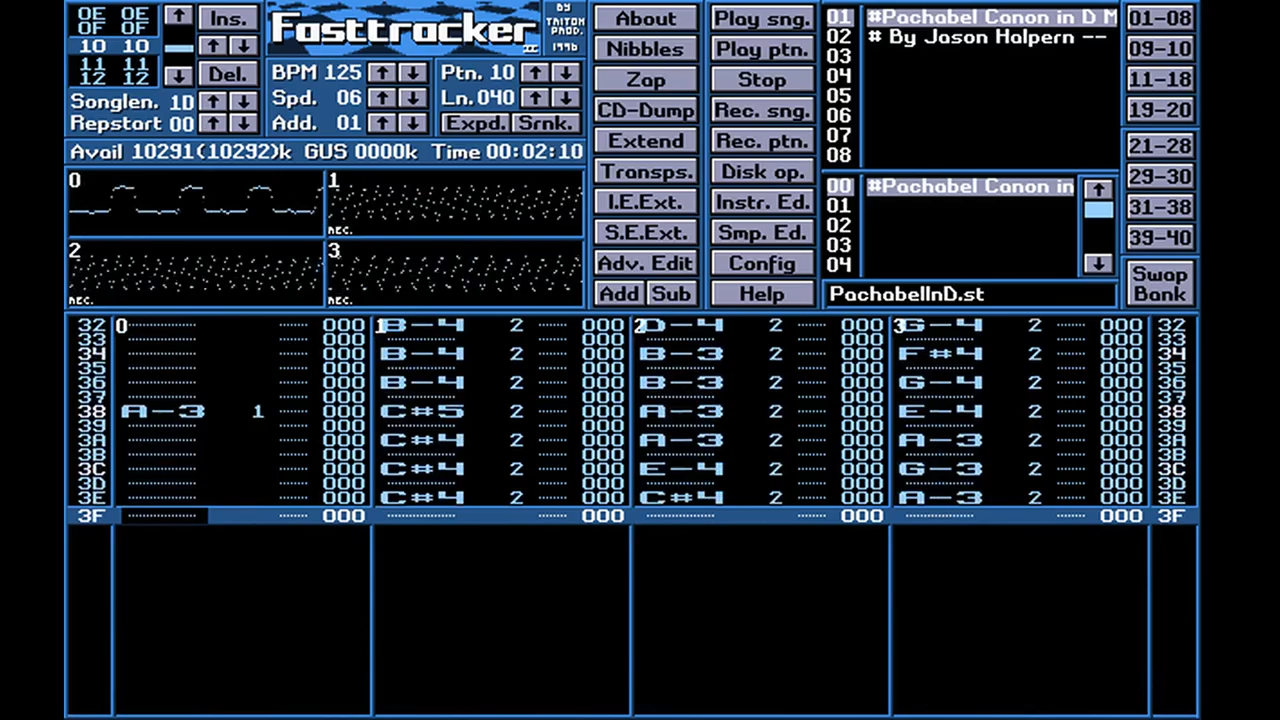 0E 0E
0F 0F
10 10
11 11
12 12
Ins.
Del.
Songlen. 1D
Repstart 00
Fasttracker II
BY
TRITON
PROD.
1996
BPM 125
Spd. 06
Add. 01
Ptn. 10
Ln. 040
Expd. Srnk.
Avail 10291(10292)k GUS 0000k Time 00:02:10
0
1
REC.
2
REC.
3
REC.
About
Nibbles
Zap
CD-Dump
Extend
Transps.
I.E.Ext.
S.E.Ext.
Adv. Edit
Add Sub
Play sng.
Play ptn.
Stop
Rec. sng.
Rec. ptn.
Disk op.
Instr. Ed.
Smp. Ed.
Config
Help
01 #Pachabel Canon in D M
02 # By Jason Halpern --
03
04
05
06
07
08
00 #Pachabel Canon in
01
02
03
04
PachabelInD.st
01-08
09-10
11-18
19-20
21-28
29-30
31-38
39-40
Swap
Bank
0 1 2 3
32 000 B-4 2 000 D-4 2 000 G-4 2 000 32
33 000 000 000 000 33
34 000 B-4 2 000 B-3 2 000 F#4 2 000 34
35 000 000 000 000 35
36 000 B-4 2 000 B-3 2 000 G-4 2 000 36
37 000 000 000 000 37
38 A-3 1 000 C#5 2 000 A-3 2 000 E-4 2 000 38
39 000 000 000 000 39
3A 000 C#4 2 000 A-3 2 000 A-3 2 000 3A
3B 000 000 000 000 3B
3C 000 C#4 2 000 E-4 2 000 G-3 2 000 3C
3D 000 000 000 000 3D
3E 000 C#4 2 000 C#4 2 000 A-3 2 000 3E
3F 000 000 000 000 3F